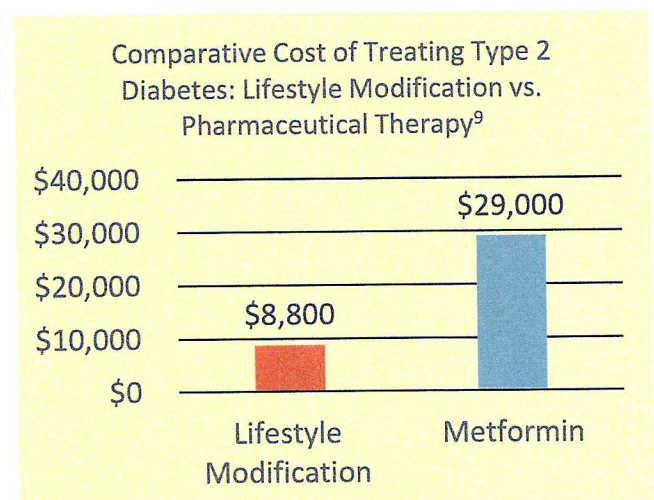 Comparative Cost of Treating Type 2
Diabetes: Lifestyle Modification vs.
Pharmaceutical Therapy⁹
$40,000
$29,000
$30,000
$20,000
$8,800
$10,000
$0
Lifestyle
Modification
Metformin